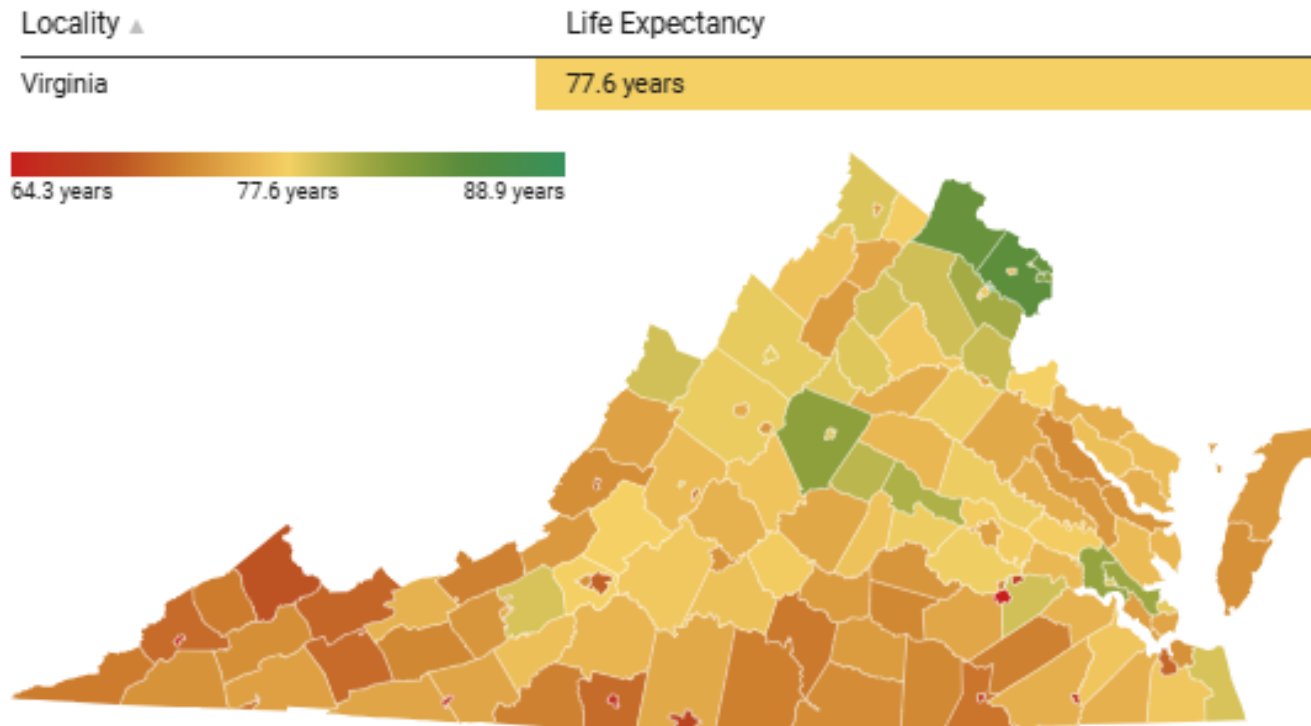 Locality ▲ Life Expectancy
Virginia 77.6 years
64.3 years 77.6 years 88.9 years